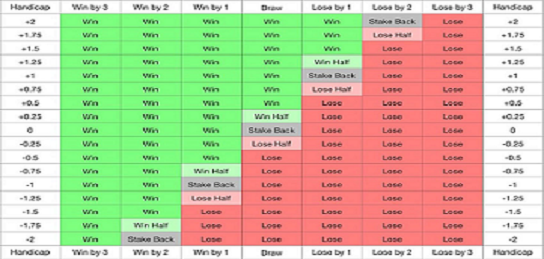 Handicap Win by 3 Win by 2 Win by 1 Draw Lose by 1 Lose by 2 Lose by 3 Handicap
+2 Win Win Win Win Win Stake Back Lose +2
+1.75 Win Win Win Win Win Lose Half Lose +1.75
+1.5 Win Win Win Win Win Lose Lose +1.5
+1.25 Win Win Win Win Win Half Lose Lose +1.25
+1 Win Win Win Win Stake Back Lose Lose +1
+0.75 Win Win Win Win Lose Half Lose Lose +0.75
+0.5 Win Win Win Win Lose Lose Lose +0.5
+0.25 Win Win Win Win Half Lose Lose Lose +0.25
0 Win Win Win Stake Back Lose Lose Lose 0
-0.25 Win Win Win Lose Half Lose Lose Lose -0.25
-0.5 Win Win Win Lose Lose Lose Lose -0.5
-0.75 Win Win Win Half Lose Lose Lose Lose -0.75
-1 Win Win Stake Back Lose Lose Lose Lose -1
-1.25 Win Win Lose Half Lose Lose Lose Lose -1.25
-1.5 Win Win Lose Lose Lose Lose Lose -1.5
-1.75 Win Win Half Lose Lose Lose Lose Lose -1.75
-2 Win Stake Back Lose Lose Lose Lose Lose -2
Handicap Win by 3 Win by 2 Win by 1 Draw Lose by 1 Lose by 2 Lose by 3 Handicap